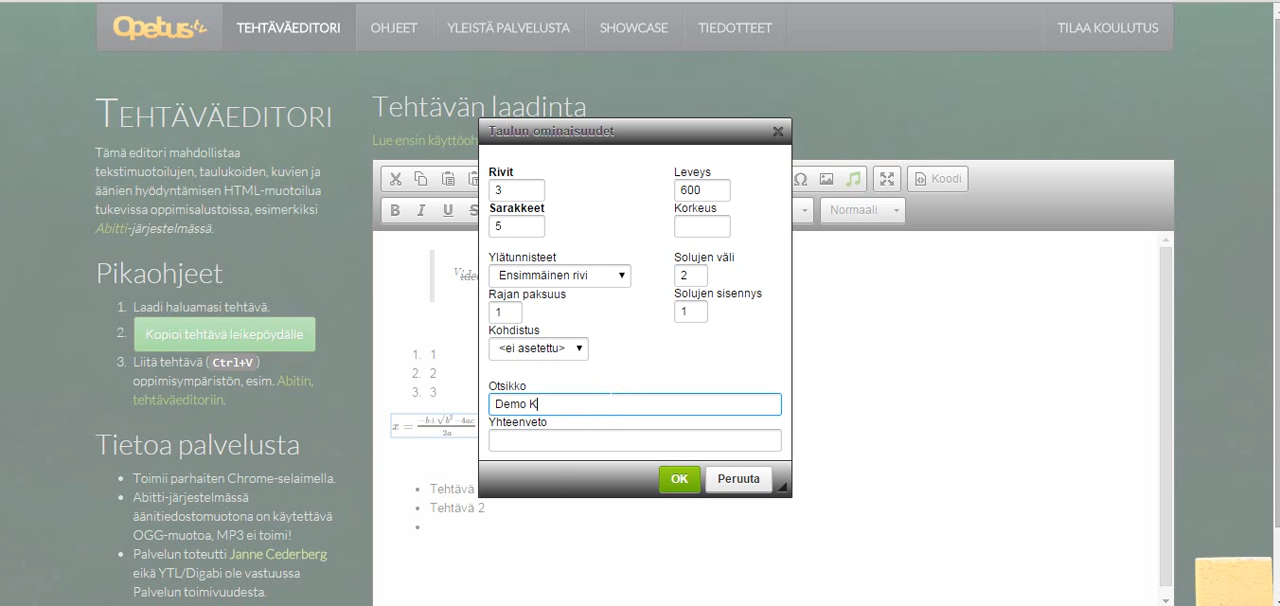 Opetus.tv TEHTÄVÄEDITORI OHJEET YLEISTÄ PALVELUSTA SHOWCASE TIEDOTTEET TILAA KOULUTUS
TEHTÄVÄEDITORI
Tämä editori mahdollistaa
tekstimuotoilujen, taulukoiden, kuvien ja
äänien hyödyntämisen HTML-muotoilua
tukevissa oppimisalustoissa, esimerkiksi
Abitti-järjestelmässä.
Pikaohjeet
1. Laadi haluamasi tehtävä.
2. Kopioi tehtävä leikepöydälle
3. Liitä tehtävä (Ctrl+V)
oppimisympäristön, esim. Abitin,
tehtäväeditoriin.
Tietoa palvelusta
• Toimii parhaiten Chrome-selaimella.
• Abitti-järjestelmässä
äänitiedostomuotona on käytettävä
OGG-muotoa, MP3 ei toimi!
• Palvelun toteutti Janne Cederberg
eikä YTL/Digabi ole vastuussa
Palvelun toimivuudesta.
Tehtävän laadinta
Lue ensin käyttöoh
Ω Koodi
B I U S Normaali
1. 1
2. 2
3. 3
x = −b±√b²−4ac
2a
• Tehtävä
• Tehtävä 2
•
Taulun ominaisuudet
Rivit Leveys
3 600
Sarakkeet Korkeus
5
Ylätunnisteet Solujen väli
Ensimmäinen rivi 2
Rajan paksuus Solujen sisennys
1 1
Kohdistus
<ei asetettu>
Otsikko
Demo K
Yhteenveto
OK Peruuta